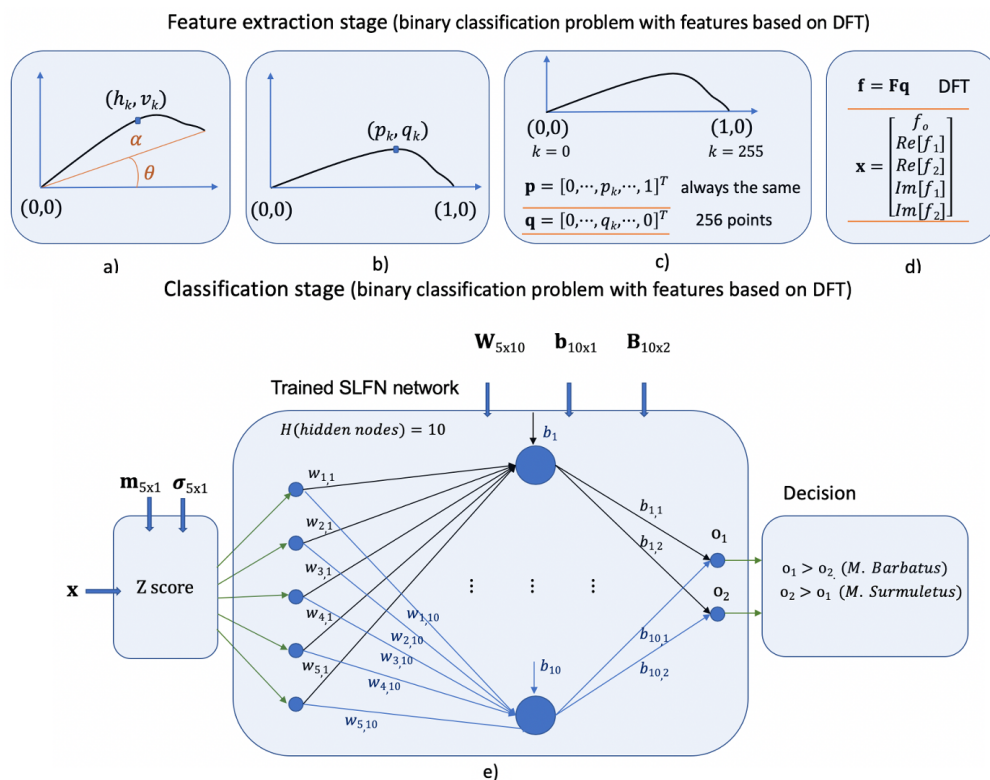 Feature extraction stage (binary classification problem with features based on DFT)
(h_k, v_k)
α
θ
(0,0)
a)
(p_k, q_k)
(0,0)
(1,0)
b)
(0,0)
(1,0)
k = 0
k = 255
p = [0,⋯, p_k,⋯, 1]^T always the same
q = [0,⋯, q_k,⋯, 0]^T 256 points
c)
f = Fq DFT
x = [f_o
Re[f_1]
Re[f_2]
Im[f_1]
Im[f_2]]
d)
Classification stage (binary classification problem with features based on DFT)
W_5x10 b_10x1 B_10x2
Trained SLFN network
H(hidden nodes) = 10
b_1
w_1,1
w_2,1
w_3,1
w_4,1
w_5,1
w_1,10
w_2,10
w_3,10
w_4,10
w_5,10
b_10
b_1,1
b_1,2
b_10,1
b_10,2
⋮ ⋮
o_1
o_2
m_5x1 σ_5x1
x
Z score
Decision
o_1 > o_2. (M. Barbatus)
o_2 > o_1 (M. Surmuletus)
e)